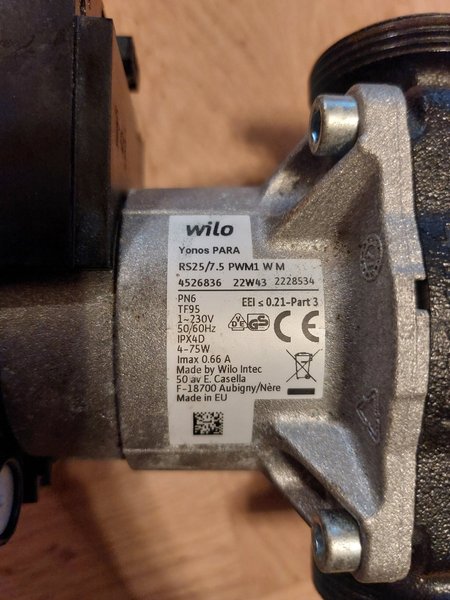 wilo
Yonos PARA
RS25/7.5 PWM1 W M
4526836 22W43 2228534
PN6 EEI ≤ 0.21-Part 3
TF95
1~230V
50/60Hz
IPX4D
4-75W
Imax 0.66 A
Made by Wilo Intec
50 av E. Casella
F-18700 Aubigny/Nère
Made in EU
VDE GS CE